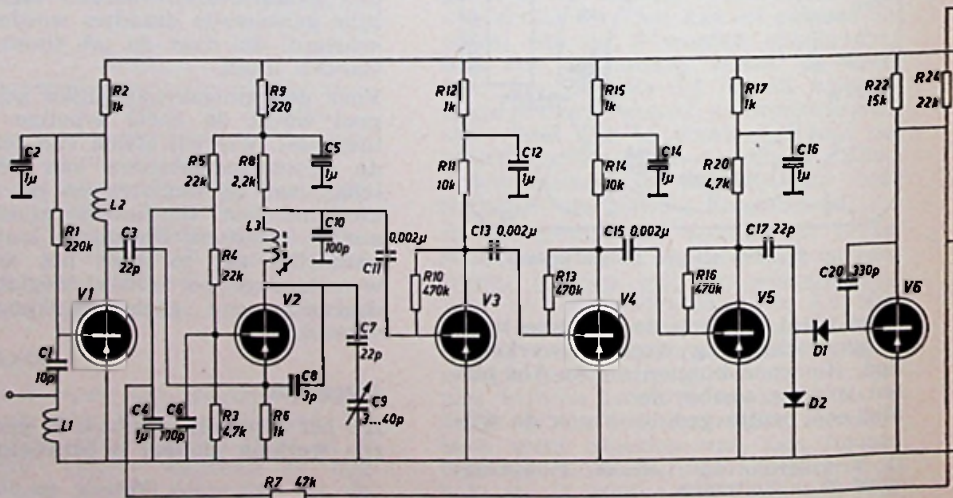 R2
1k
R9
220
R12
1k
R15
1k
R17
1k
R22
15k
R24
22k
C2
1µ
R5
22k
R8
2,2k
C5
1µ
R11
10k
C12
1µ
R14
10k
C14
1µ
R20
4,7k
C16
1µ
L2
R1
220k
C3
22p
L3
C10
100p
R4
22k
C11
0,002µ
C13 0,002µ
C15 0,002µ
C17 22p
R10
470k
R13
470k
R16
470k
C20 330p
V1
V2
V3
V4
V5
V6
C7
22p
C1
10p
C8
3p
D1
C4
1µ
C6
100p
R3
4,7k
R6
1k
C9
3...40p
D2
L1
R7 47k